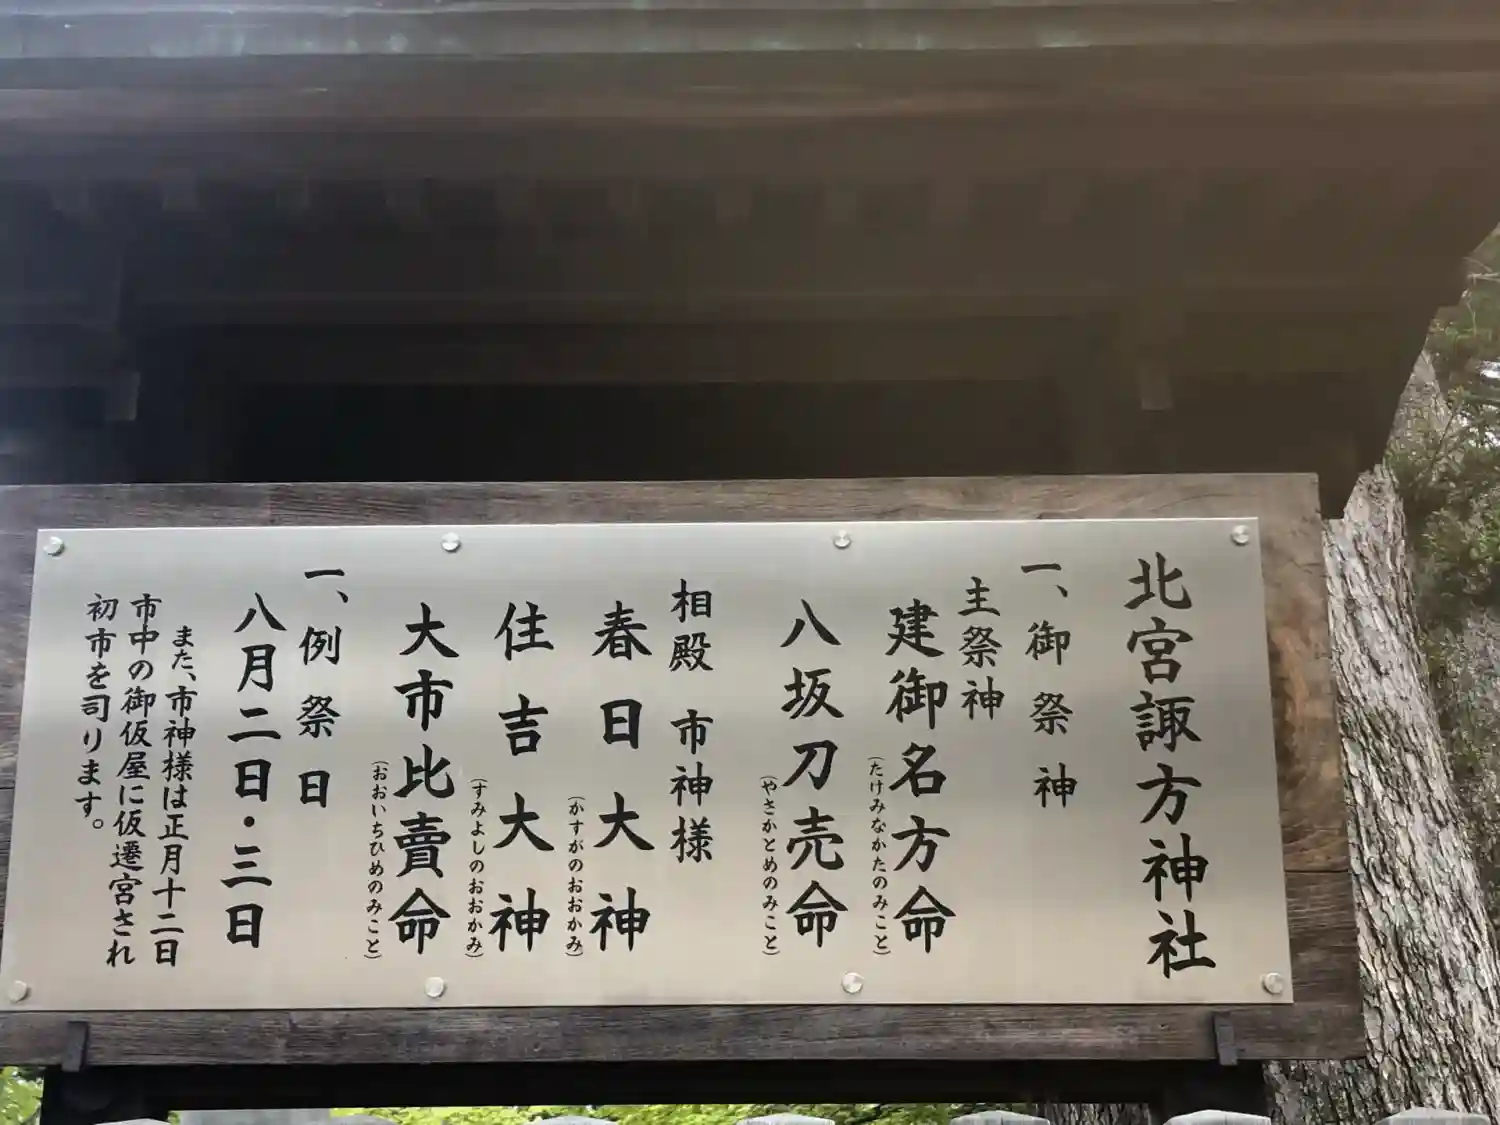 北宮諏方神社
一、御祭神
主祭神
建御名方命
(たけみなかたのみこと)
八坂刀売命
(やさかとめのみこと)
相殿 市神様
春日大神
(かすがのおおかみ)
住吉大神
(すみよしのおおかみ)
大市比賣命
(おおいちひめのみこと)
一、例祭日
八月二日・三日
また、市神様は正月十二日
市中の御仮屋に仮遷宮され
初市を司ります。